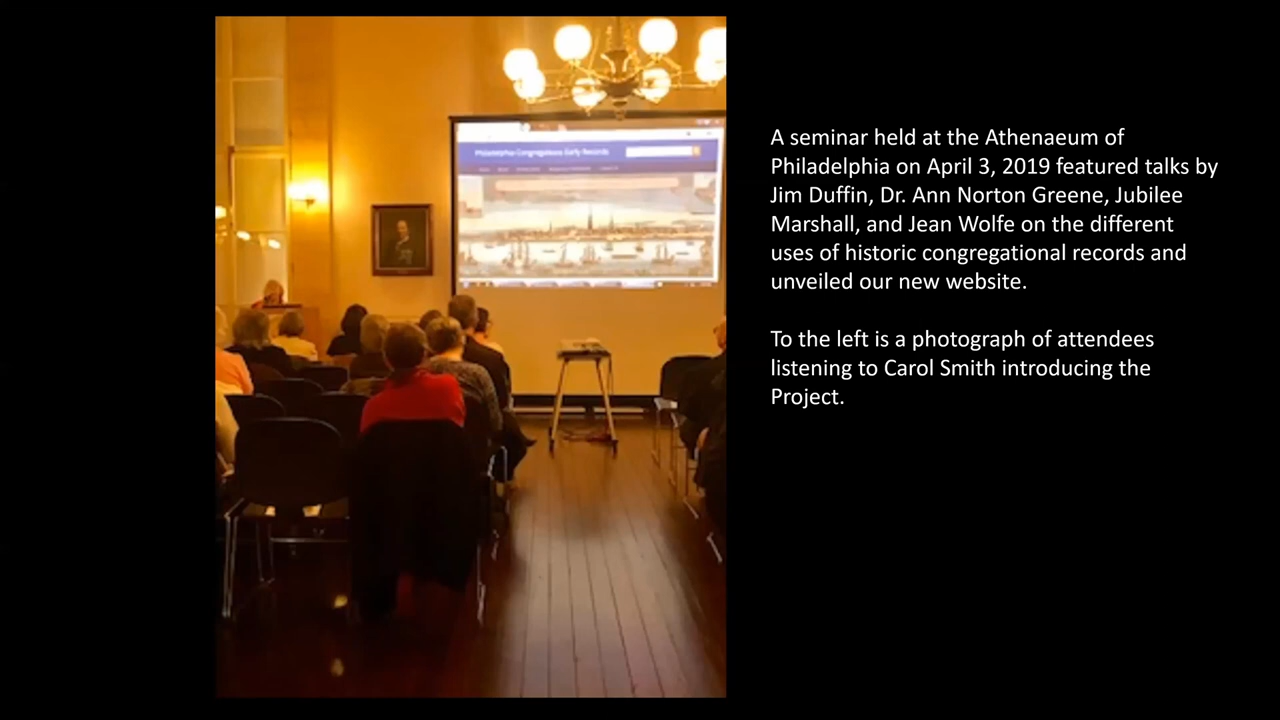 Philadelphia Congregations Early Records
A seminar held at the Athenaeum of
Philadelphia on April 3, 2019 featured talks by
Jim Duffin, Dr. Ann Norton Greene, Jubilee
Marshall, and Jean Wolfe on the different
uses of historic congregational records and
unveiled our new website.
To the left is a photograph of attendees
listening to Carol Smith introducing the
Project.